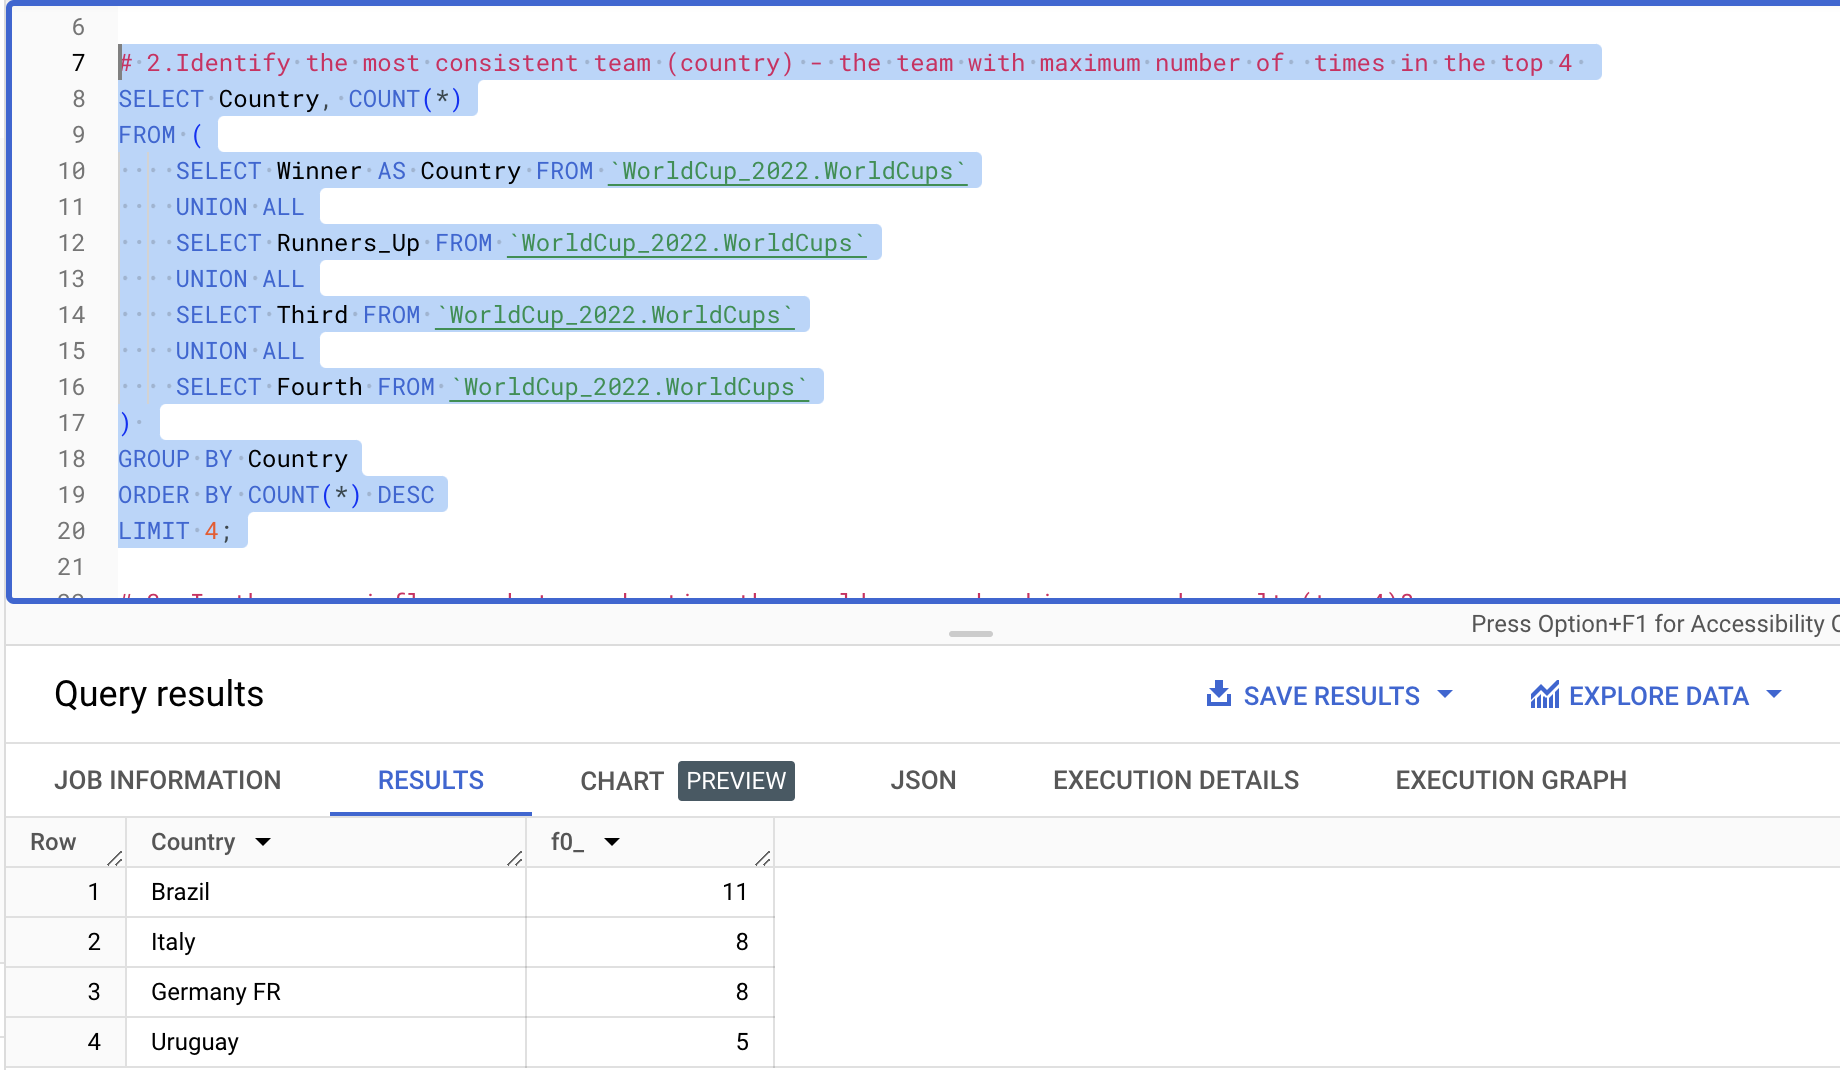 6
7 # 2.Identify the most consistent team (country) - the team with maximum number of  times in the top 4
8 SELECT Country, COUNT(*)
9 FROM (
10     SELECT Winner AS Country FROM `WorldCup_2022.WorldCups`
11     UNION ALL
12     SELECT Runners_Up FROM `WorldCup_2022.WorldCups`
13     UNION ALL
14     SELECT Third FROM `WorldCup_2022.WorldCups`
15     UNION ALL
16     SELECT Fourth FROM `WorldCup_2022.WorldCups`
17 )
18 GROUP BY Country
19 ORDER BY COUNT(*) DESC
20 LIMIT 4;
21
Press Option+F1 for Accessibility
Query results SAVE RESULTS EXPLORE DATA
JOB INFORMATION RESULTS CHART PREVIEW JSON EXECUTION DETAILS EXECUTION GRAPH
Row Country f0_
1 Brazil 11
2 Italy 8
3 Germany FR 8
4 Uruguay 5